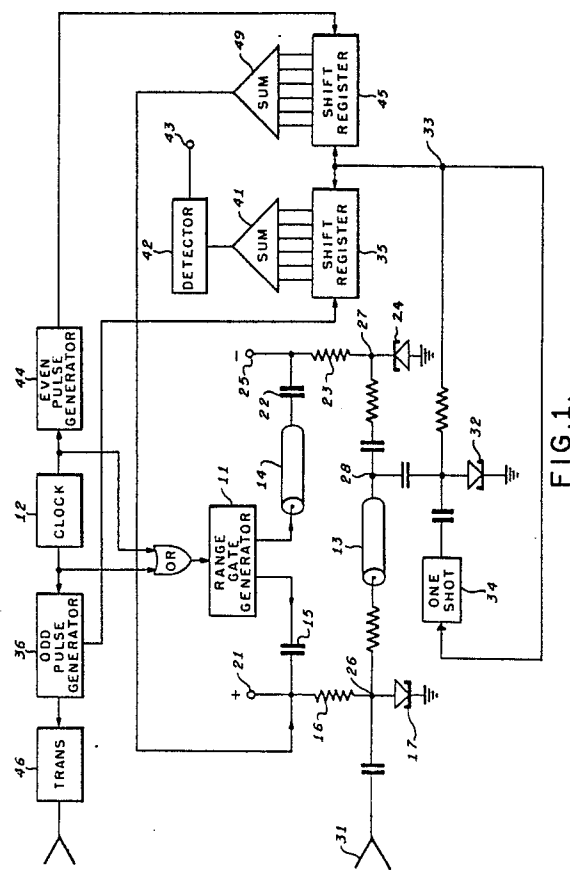 46
TRANS
36
ODD
PULSE
GENERATOR
12
CLOCK
44
EVEN
PULSE
GENERATOR
OR
42
DETECTOR
43
41
SUM
49
SUM
SHIFT
REGISTER
35
SHIFT
REGISTER
45
11
RANGE
GATE
GENERATOR
14
22
25
−
23
27
24
15
+
21
16
26
17
31
13
28
32
33
ONE
SHOT
34
FIG.1.